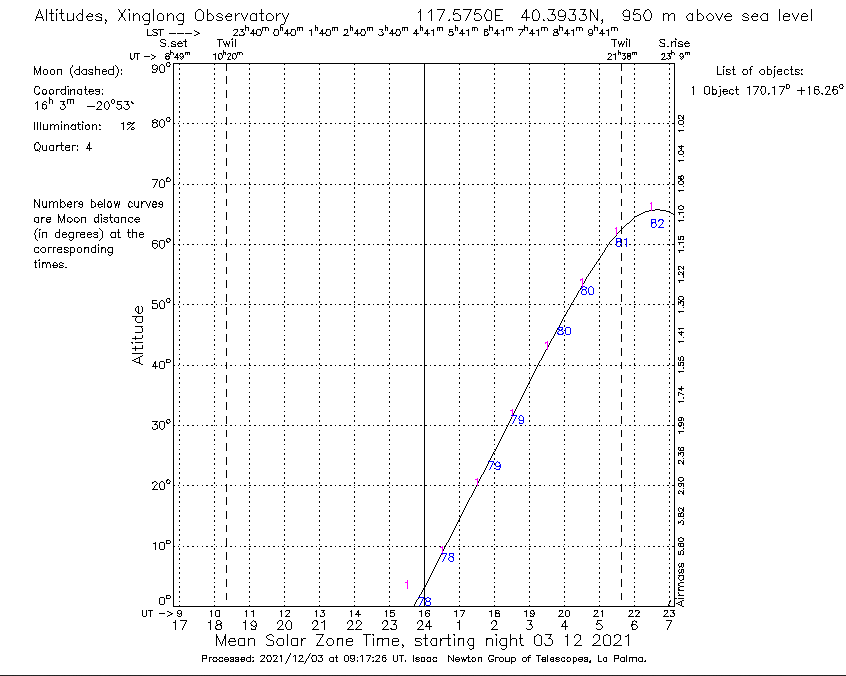 Altitudes, Xinglong Observatory 117.5750E 40.3933N, 950 m above sea level
LST ---> 23ʰ40ᵐ 0ʰ40ᵐ 1ʰ40ᵐ 2ʰ40ᵐ 3ʰ40ᵐ 4ʰ41ᵐ 5ʰ41ᵐ 6ʰ41ᵐ 7ʰ41ᵐ 8ʰ41ᵐ 9ʰ41ᵐ
S.set Twil Twil S.rise
UT -> 8ʰ49ᵐ 10ʰ20ᵐ 21ʰ38ᵐ 23ʰ 9ᵐ
Moon (dashed):
Coordinates:
16ʰ 3ᵐ -20°53'
Illumination: 1%
Quarter: 4
Numbers below curves
are Moon distance
(in degrees) at the
corresponding
times.
List of objects:
1 Object 170.17° +16.26°
Altitude
90°
80°
70°
60°
50°
40°
30°
20°
10°
0°
1.02
1.04
1.06
1.10
1.15
1.22
1.30
1.41
1.55
1.74
1.99
2.36
2.90
3.82
5.60
Airmass
1
82
1
81
1
80
1
80
1
79
1
79
1
78
1
78
UT -> 9 10 11 12 13 14 15 16 17 18 19 20 21 22 23
17 18 19 20 21 22 23 24 1 2 3 4 5 6 7
Mean Solar Zone Time, starting night 03 12 2021
Processed: 2021/12/03 at 09:17:26 UT. Isaac Newton Group of Telescopes, La Palma.